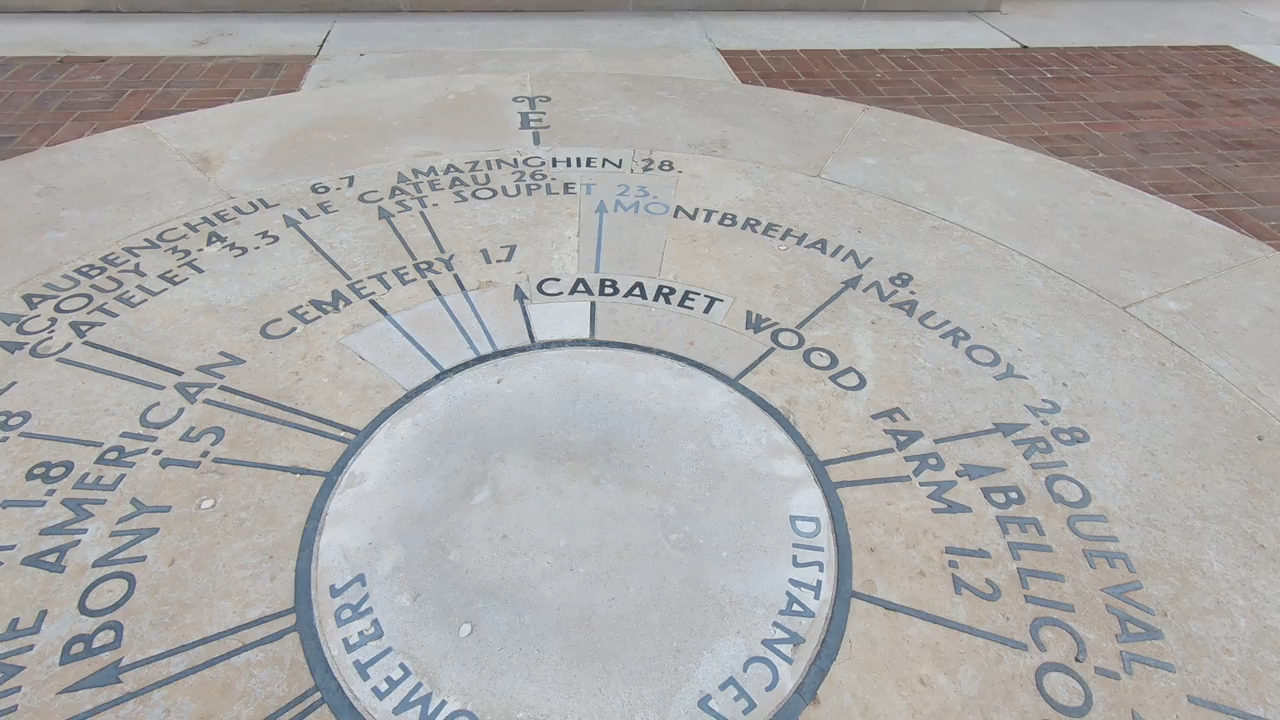 E
AMAZINGHIEN 28.
LE CATEAU 26.
ST. SOUPLET 23.
AUBENCHEUL 6.7
GOUY 3.4
CATELET 3.3
MONTBREHAIN 8.
NAUROY 2.8
RIQUEVAL
BELLICO
CEMETERY 1.7
CABARET WOOD FARM 1.2
AMERICAN
BONY 1.5
1.8
DISTANCES
OMETERS